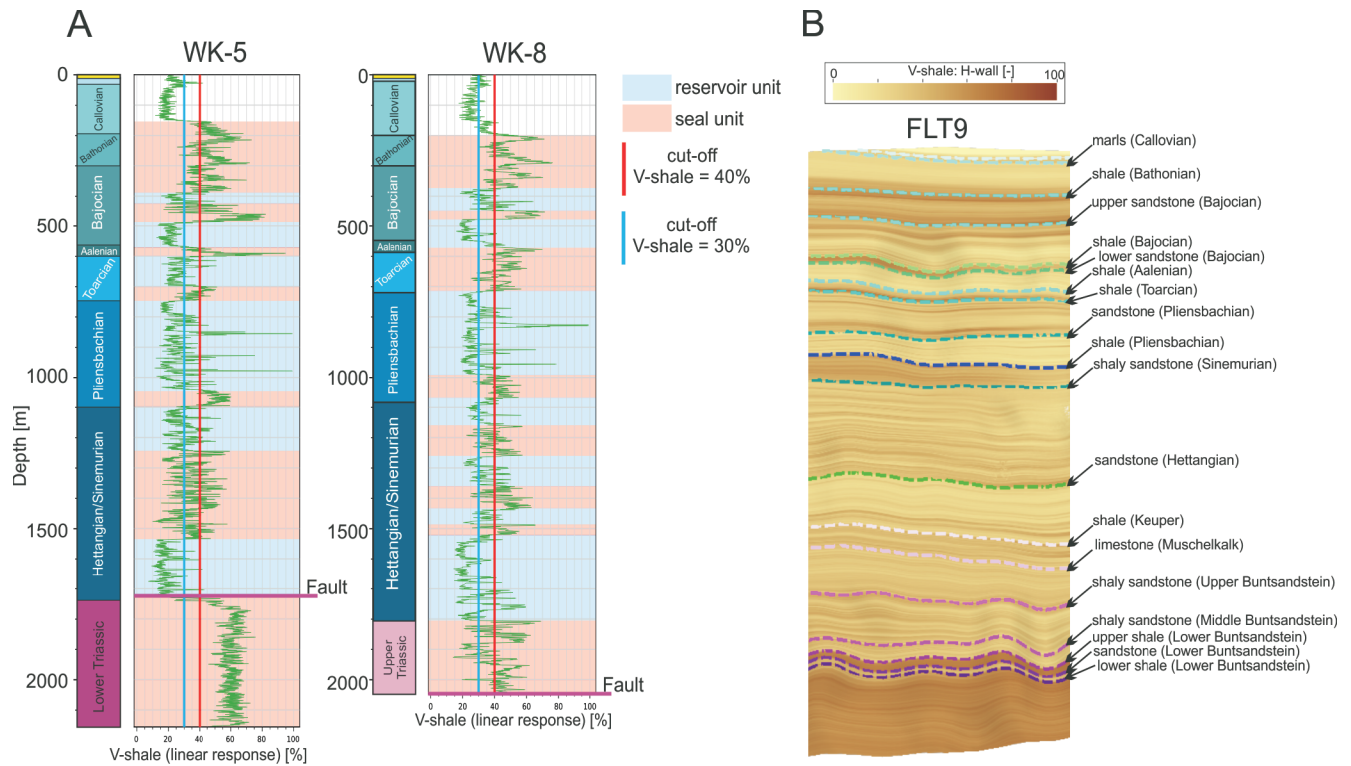 A
B
WK-5
WK-8
0
500
1000
1500
2000
Depth [m]
Callovian
Bathonian
Bajocian
Aalenian
Toarcian
Pliensbachian
Hettangian/Sinemurian
Lower Triassic
Fault
0 20 40 60 80 100
V-shale (linear response) [%]
0
500
1000
1500
2000
Callovian
Bathonian
Bajocian
Aalenian
Toarcian
Pliensbachian
Hettangian/Sinemurian
Upper
Triassic
Fault
0 20 40 60 80 100
V-shale (linear response) [%]
reservoir unit
seal unit
cut-off
V-shale = 40%
cut-off
V-shale = 30%
0 V-shale: H-wall [-] 100
FLT9
marls (Callovian)
shale (Bathonian)
upper sandstone (Bajocian)
shale (Bajocian)
lower sandstone (Bajocian)
shale (Aalenian)
shale (Toarcian)
sandstone (Pliensbachian)
shale (Pliensbachian)
shaly sandstone (Sinemurian)
sandstone (Hettangian)
shale (Keuper)
limestone (Muschelkalk)
shaly sandstone (Upper Buntsandstein)
shaly sandstone (Middle Buntsandstein)
upper shale (Lower Buntsandstein)
sandstone (Lower Buntsandstein)
lower shale (Lower Buntsandstein)